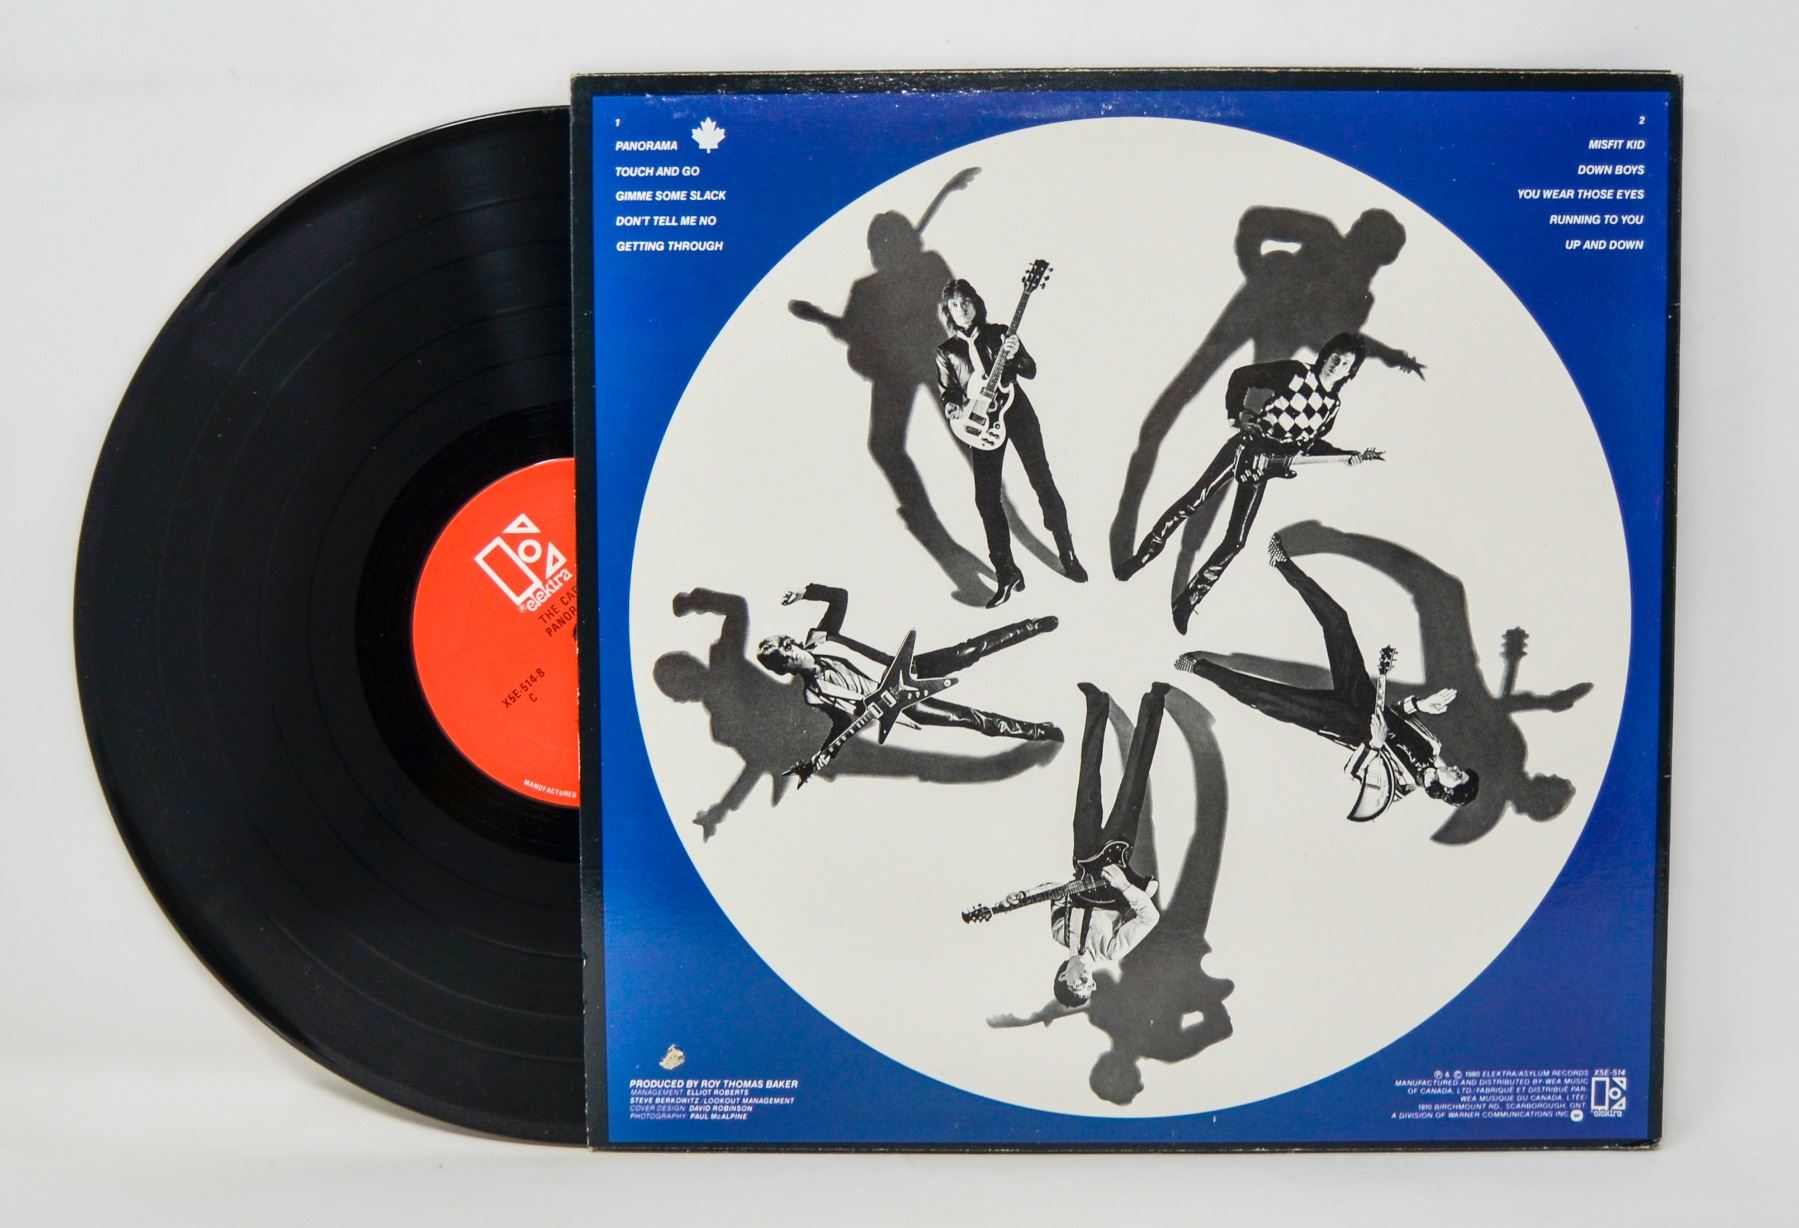 1
PANORAMA
TOUCH AND GO
GIMME SOME SLACK
DON'T TELL ME NO
GETTING THROUGH
2
MISFIT KID
DOWN BOYS
YOU WEAR THOSE EYES
RUNNING TO YOU
UP AND DOWN
elektra
THE CA
PANOR
X5E-514-B
C
MANUFACTURED
PRODUCED BY ROY THOMAS BAKER
MANAGEMENT: ELLIOT ROBERTS
STEVE BERKOWITZ / LOOKOUT MANAGEMENT
COVER DESIGN: DAVID ROBINSON
PHOTOGRAPHY: PAUL McALPINE
℗ & © 1980 ELEKTRA/ASYLUM RECORDS X5E-514
MANUFACTURED AND DISTRIBUTED BY WEA MUSIC
OF CANADA, LTD./FABRIQUÉ ET DISTRIBUÉ PAR:
WEA MUSIQUE DU CANADA, LTÉE:
1810 BIRCHMOUNT RD., SCARBOROUGH, ONT.
A DIVISION OF WARNER COMMUNICATIONS INC.
elektra